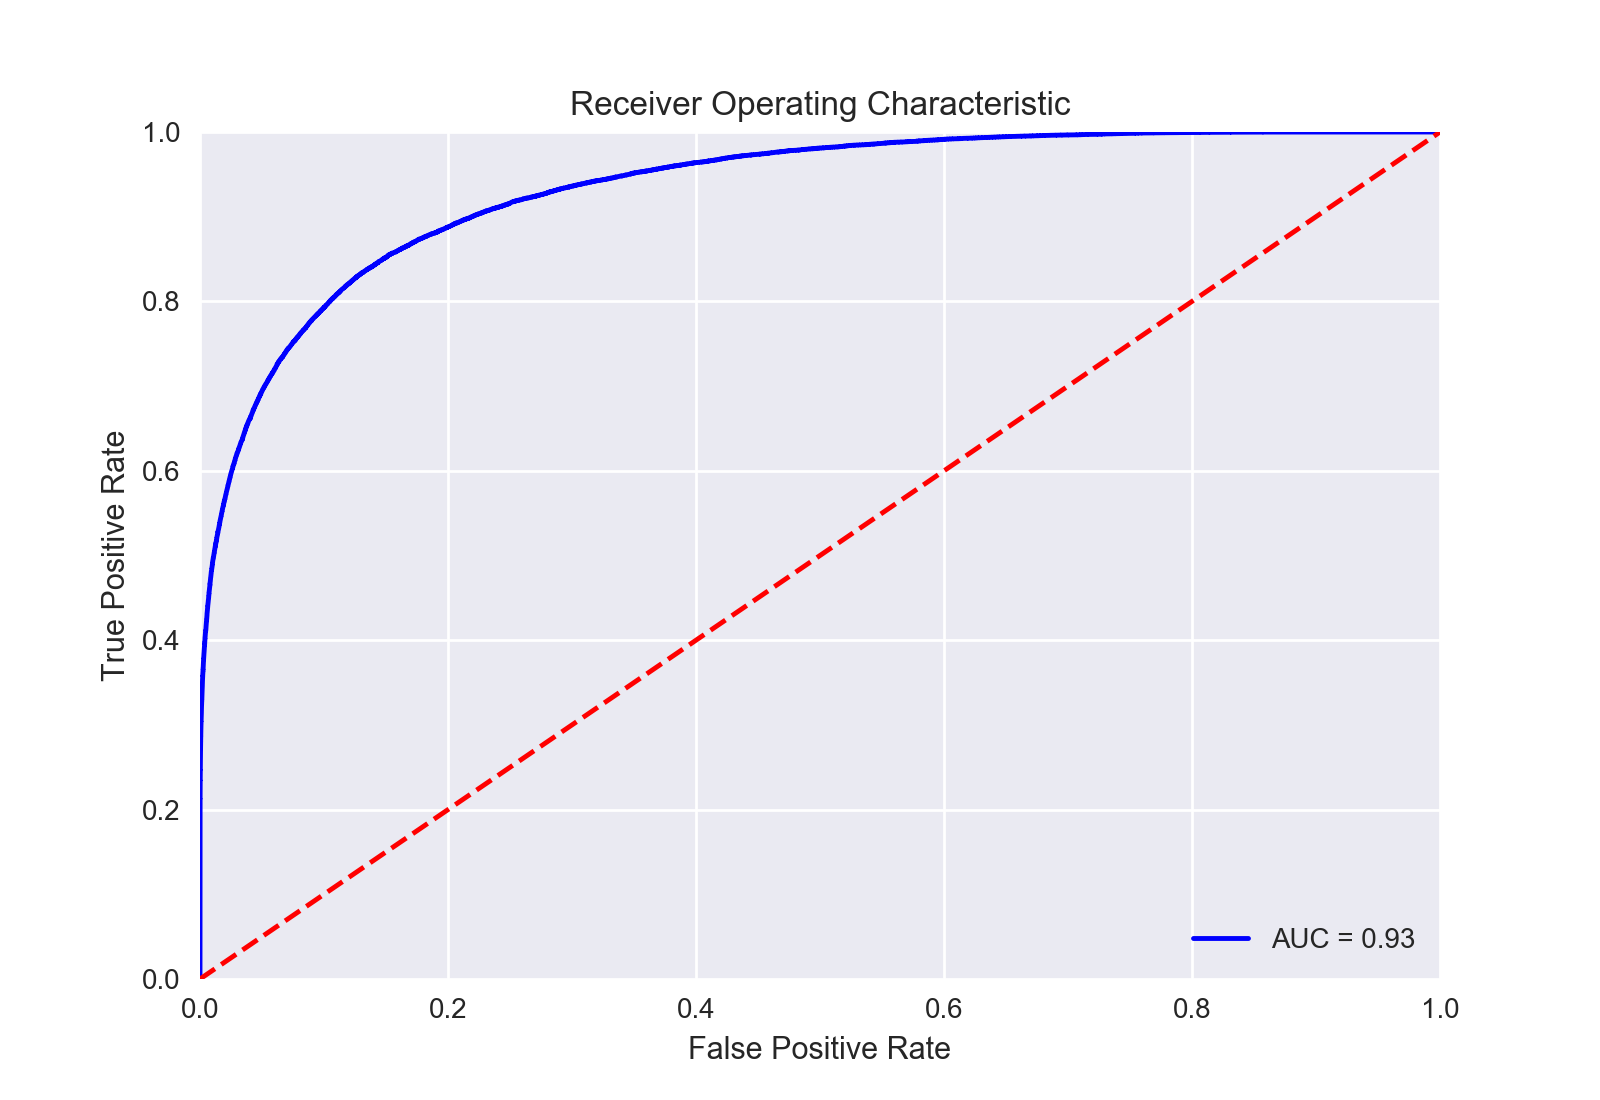 Receiver Operating Characteristic
1.0
0.8
0.6
0.4
0.2
0.0
True Positive Rate
AUC = 0.93
0.0 0.2 0.4 0.6 0.8 1.0
False Positive Rate